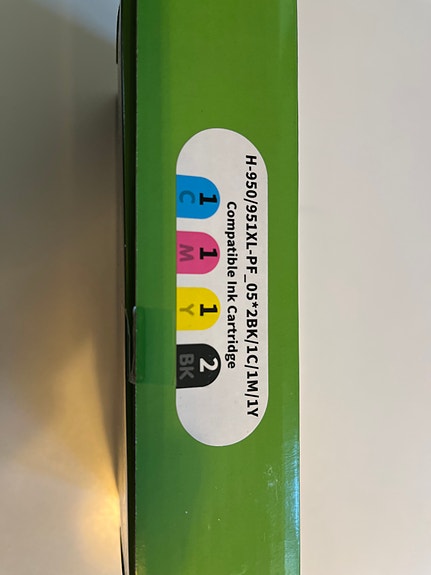 H-950/951XL-PF_05*2BK/1C/1M/1Y
Compatible Ink Cartridge
1 1 1 2
C M Y BK